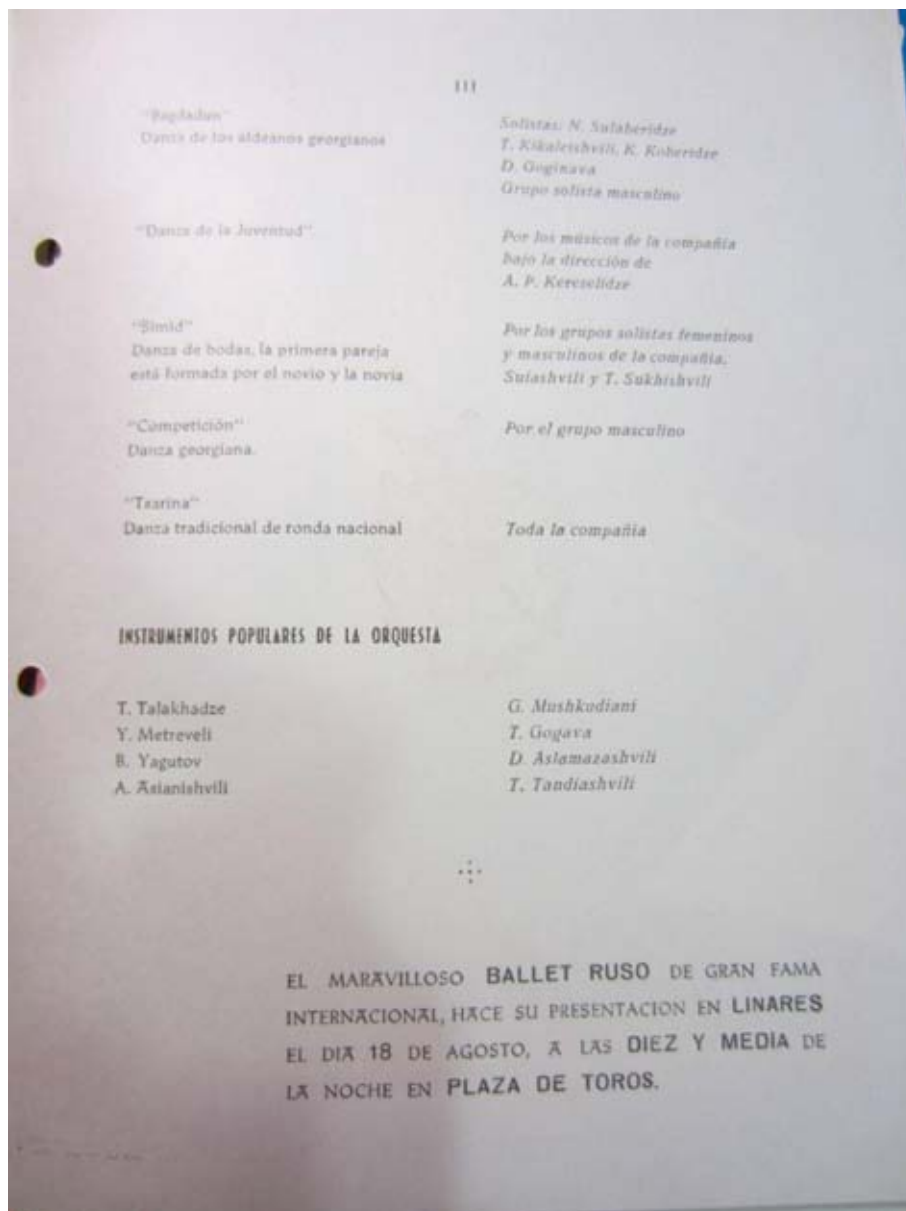 III
"Bagdaduri"
Danza de los aldeanos georgianos
Solistas: N. Sulaberidze
T. Kikaleishvili, K. Koberidze
D. Goginava
Grupo solista masculino
"Danza de la Juventud".
Por los músicos de la compañía
bajo la dirección de
A. P. Kereselidze
"Simid"
Danza de bodas, la primera pareja
está formada por el novio y la novia
Por los grupos solistas femeninos
y masculinos de la compañía,
Suiashvili y T. Sukhishvili
"Competición"
Danza georgiana.
Por el grupo masculino
"Tzarina"
Danza tradicional de ronda nacional
Toda la compañía
INSTRUMENTOS POPULARES DE LA ORQUESTA
T. Talakhadze
Y. Metreveli
B. Yagutov
A. Asianishvili
G. Mushkudiani
T. Gogava
D. Aslamazashvili
T. Tandiashvili
EL MARAVILLOSO BALLET RUSO DE GRAN FAMA
INTERNACIONAL, HACE SU PRESENTACION EN LINARES
EL DIA 18 DE AGOSTO, A LAS DIEZ Y MEDIA DE
LA NOCHE EN PLAZA DE TOROS.